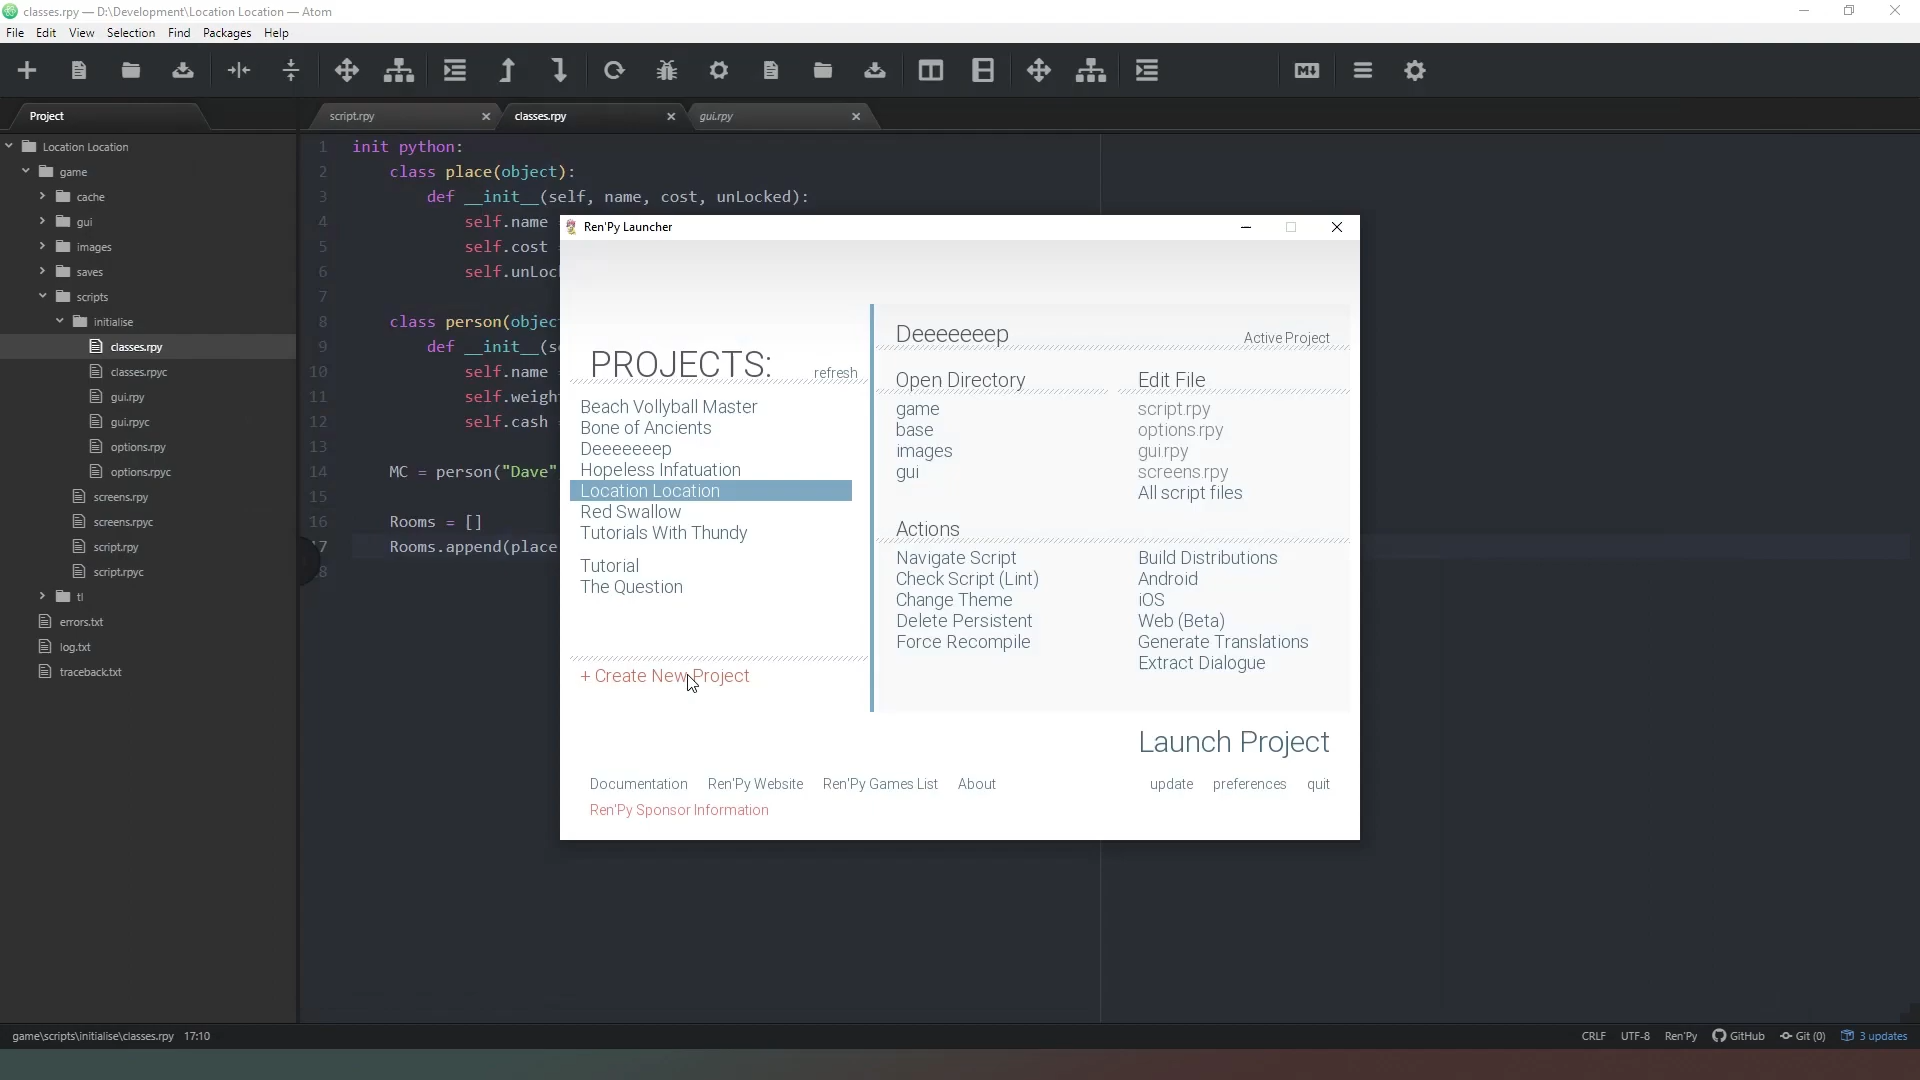 classes.rpy — D:\Development\Location Location — Atom
File Edit View Selection Find Packages Help
Project
script.rpy
classes.rpy
gui.rpy
Location Location
game
cache
gui
images
saves
scripts
initialise
classes.rpy
classes.rpyc
gui.rpy
gui.rpyc
options.rpy
options.rpyc
screens.rpy
screens.rpyc
script.rpy
script.rpyc
tl
errors.txt
log.txt
traceback.txt
1 init python:
2 class place(object):
3 def __init__(self, name, cost, unLocked):
4 self.name =
5 self.cost =
6 self.unLoc
7
8 class person(objec
9 def __init__(s
10 self.name =
11 self.weigh
12 self.cash =
13
14 MC = person("Dave"
15
16 Rooms = []
17 Rooms.append(place
8
Ren'Py Launcher
PROJECTS:
refresh
Beach Vollyball Master
Bone of Ancients
Deeeeeeep
Hopeless Infatuation
Location Location
Red Swallow
Tutorials With Thundy
Tutorial
The Question
+ Create New Project
Deeeeeeep
Active Project
Open Directory
game
base
images
gui
Edit File
script.rpy
options.rpy
gui.rpy
screens.rpy
All script files
Actions
Navigate Script
Check Script (Lint)
Change Theme
Delete Persistent
Force Recompile
Build Distributions
Android
iOS
Web (Beta)
Generate Translations
Extract Dialogue
Launch Project
Documentation Ren'Py Website Ren'Py Games List About
update preferences quit
Ren'Py Sponsor Information
game\scripts\initialise\classes.rpy 17:10
CRLF UTF-8 Ren'Py GitHub Git (0) 3 updates